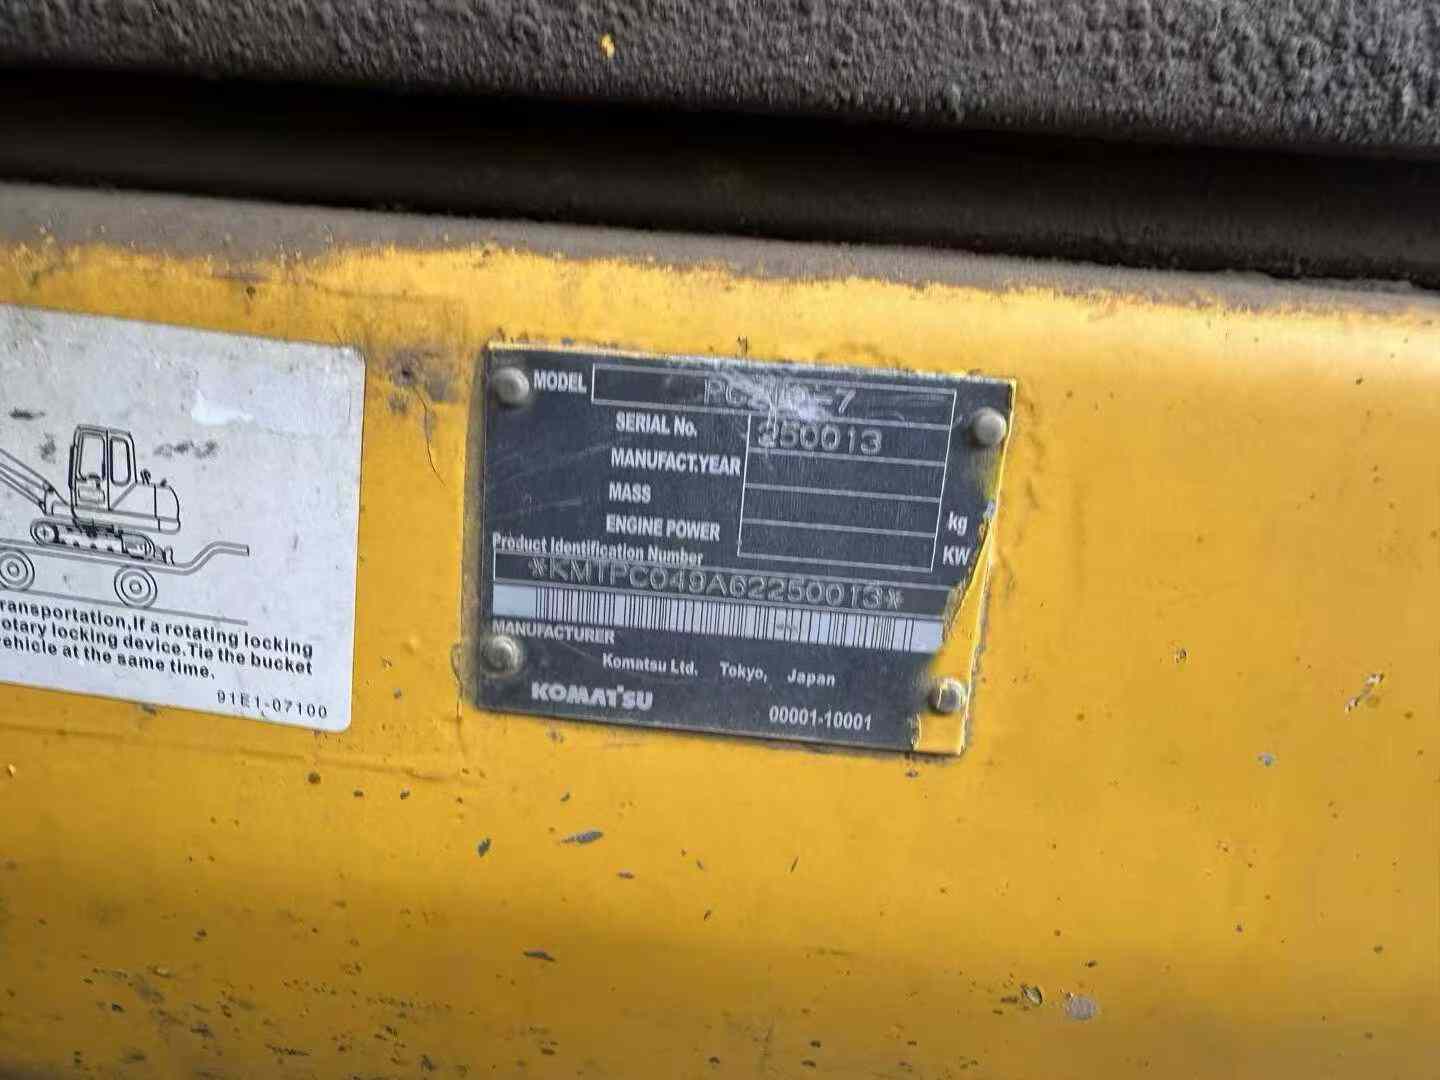 ransportation,If a rotating locking
otary locking device.Tie the bucket
ehicle at the same time.
91E1-07100
MODEL
SERIAL No. 250013
MANUFACT.YEAR
MASS kg
ENGINE POWER KW
Product Identification Number
*KMTPC049A62250013*
MANUFACTURER
Komatsu Ltd. Tokyo, Japan
KOMATSU 00001-10001